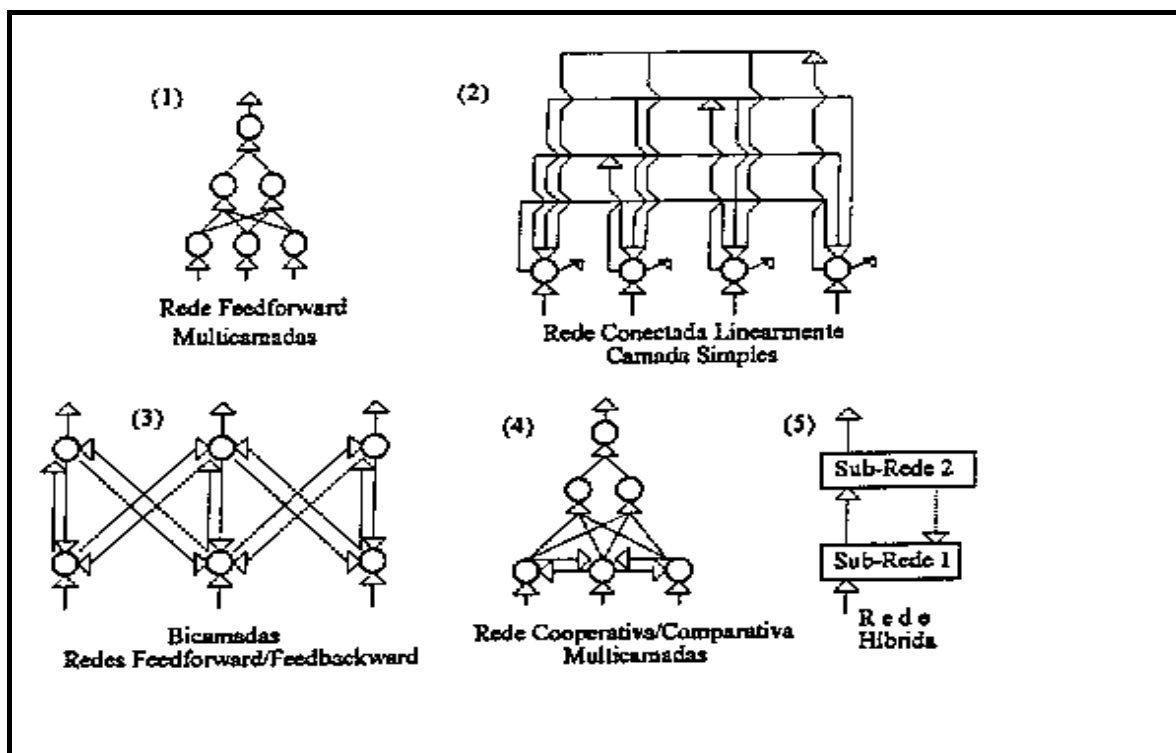 (1)
Rede Feedforward
Multicamadas
(2)
Rede Conectada Linearmente
Camada Simples
(3)
Bicamadas
Redes Feedforward/Feedbackward
(4)
Rede Cooperativa/Comparativa
Multicamadas
(5)
Sub-Rede 2
Sub-Rede 1
Rede
Híbrida